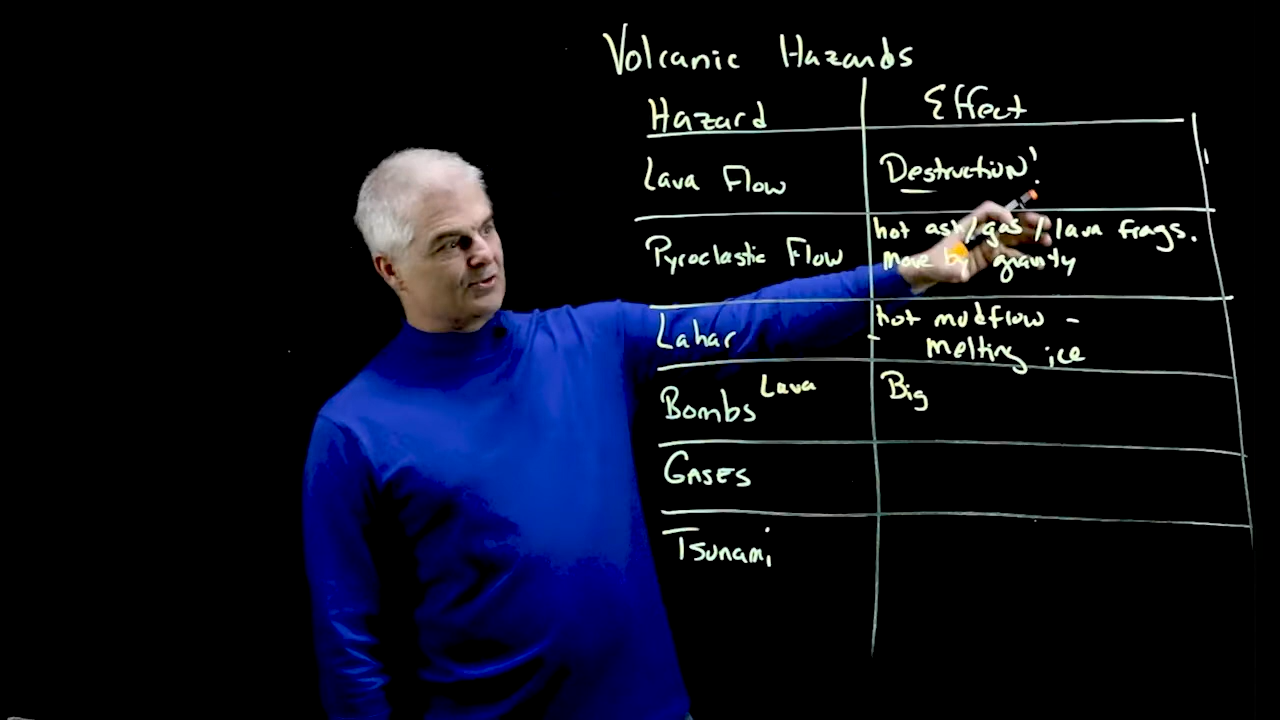 Volcanic Hazards
Hazard Effect
Lava Flow Destruction!
Pyroclastic Flow hot ash/gas/lava frags.
move by gravity
Lahar hot mudflow -
melting ice
Bombs Lava Big
GASES
Tsunami